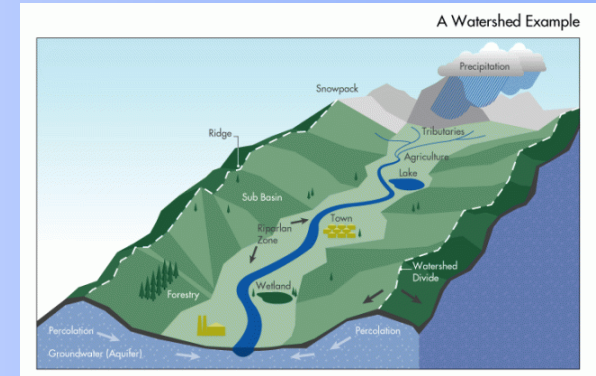 A Watershed Example
Precipitation
Snowpack
Tributaries
Ridge
Agriculture
Lake
Sub Basin
Town
Riparian
Zone
Watershed
Divide
Wetland
Forestry
Percolation
Percolation
Groundwater (Aquifer)